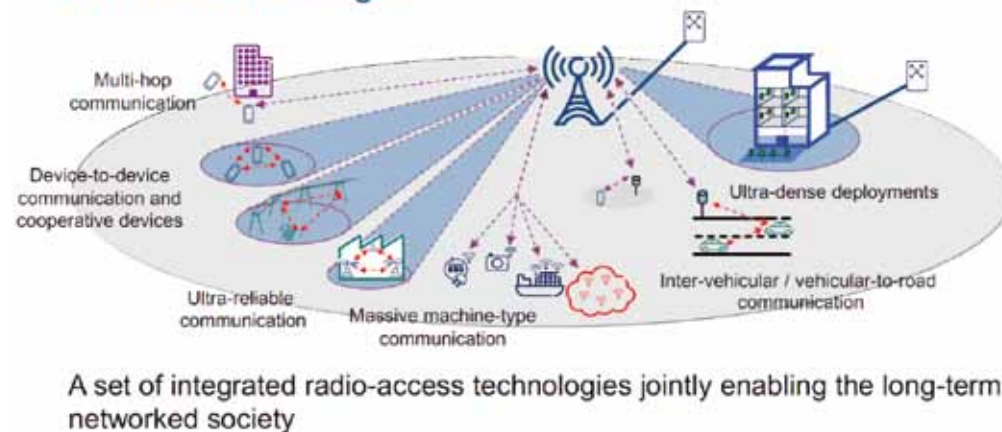 Multi-hop
communication
Device-to-device
communication and
cooperative devices
Ultra-dense deployments
Inter-vehicular / vehicular-to-road
communication
Ultra-reliable
communication
Massive machine-type
communication
A set of integrated radio-access technologies jointly enabling the long-term
networked society